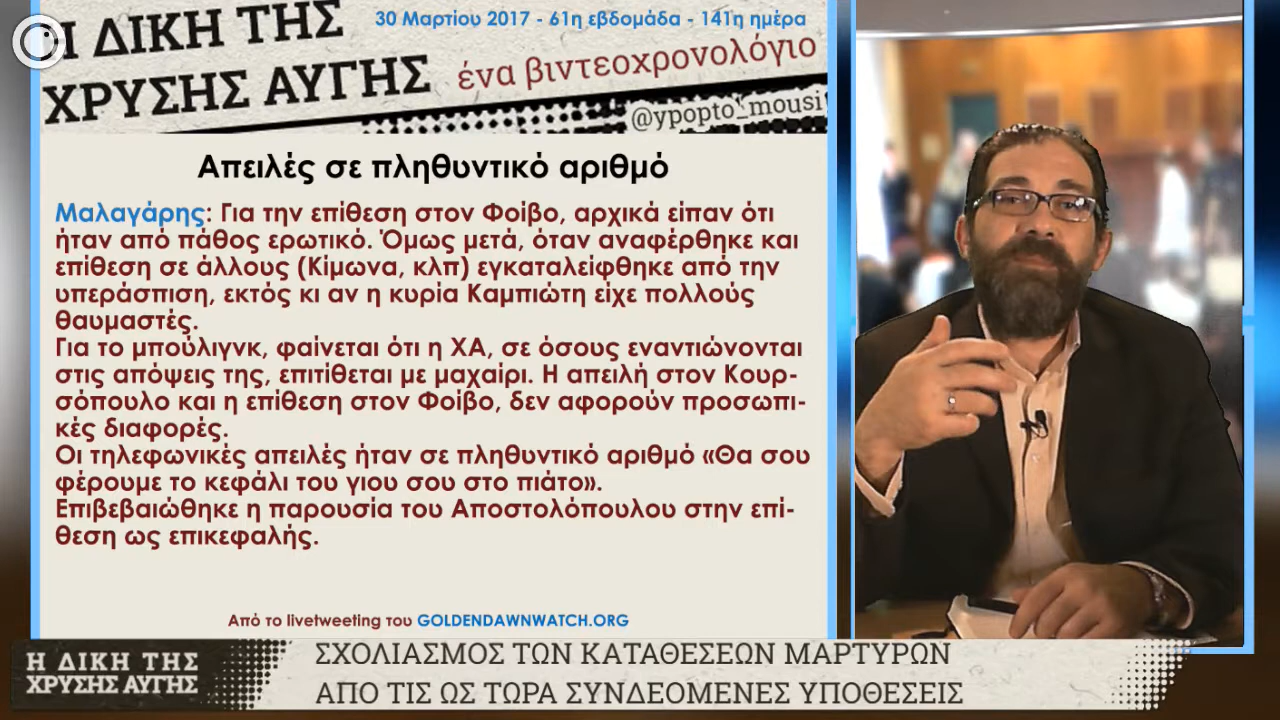 30 Μαρτίου 2017 - 61η εβδομάδα - 141η ημέρα
Η ΔΙΚΗ ΤΗΣ
ΧΡΥΣΗΣ ΑΥΓΗΣ
ένα βιντεοχρονολόγιο
@ypopto_mousi
Απειλές σε πληθυντικό αριθμό
Μαλαγάρης: Για την επίθεση στον Φοίβο, αρχικά είπαν ότι
ήταν από πάθος ερωτικό. Όμως μετά, όταν αναφέρθηκε και
επίθεση σε άλλους (Κίμωνα, κλπ) εγκαταλείφθηκε από την
υπεράσπιση, εκτός κι αν η κυρία Καμπιώτη είχε πολλούς
θαυμαστές.
Για το μπούλιγνκ, φαίνεται ότι η ΧΑ, σε όσους εναντιώνονται
στις απόψεις της, επιτίθεται με μαχαίρι. Η απειλή στον Κουρ-
σόπουλο και η επίθεση στον Φοίβο, δεν αφορούν προσωπι-
κές διαφορές.
Οι τηλεφωνικές απειλές ήταν σε πληθυντικό αριθμό «Θα σου
φέρουμε το κεφάλι του γιου σου στο πιάτο».
Επιβεβαιώθηκε η παρουσία του Αποστολόπουλου στην επί-
θεση ως επικεφαλής.
Από το livetweeting του GOLDENDAWNWATCH.ORG
Η ΔΙΚΗ ΤΗΣ
ΧΡΥΣΗΣ ΑΥΓΗΣ
ΣΧΟΛΙΑΣΜΟΣ ΤΩΝ ΚΑΤΑΘΕΣΕΩΝ ΜΑΡΤΥΡΩΝ
ΑΠΟ ΤΙΣ ΩΣ ΤΩΡΑ ΣΥΝΔΕΟΜΕΝΕΣ ΥΠΟΘΕΣΕΙΣ